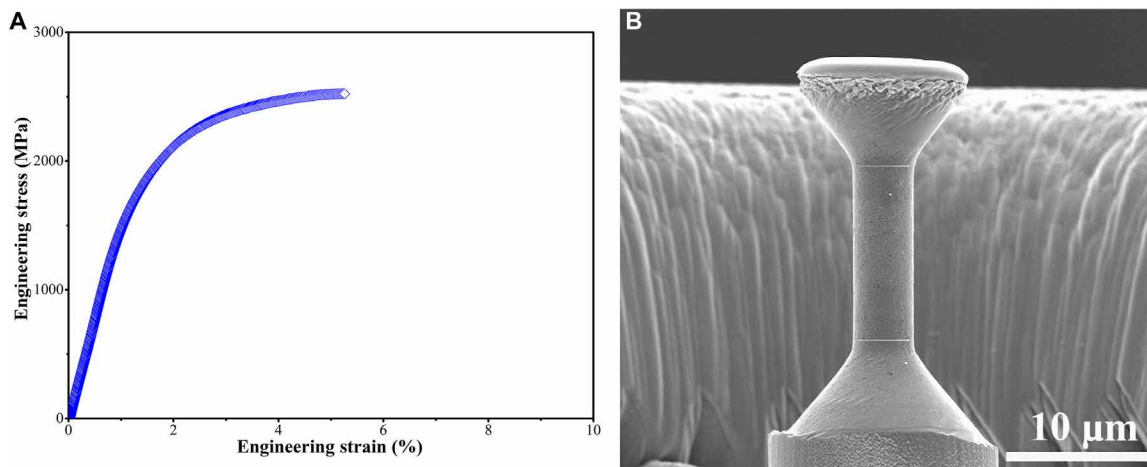 A
Engineering stress (MPa)
3000
2000
1000
0
0 2 4 6 8 10
Engineering strain (%)
B
10 µm